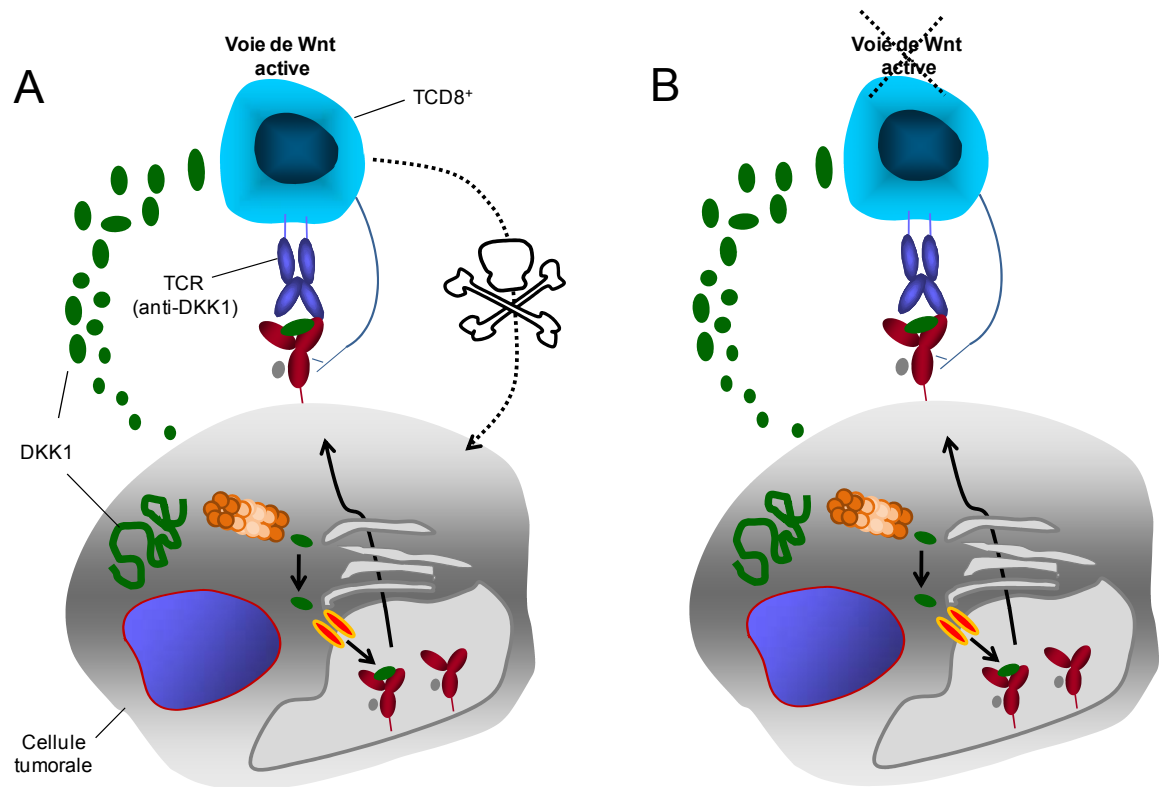 A
Voie de Wnt
active
TCD8+
TCR
(anti-DKK1)
DKK1
Cellule
tumorale
B
Voie de Wnt
active